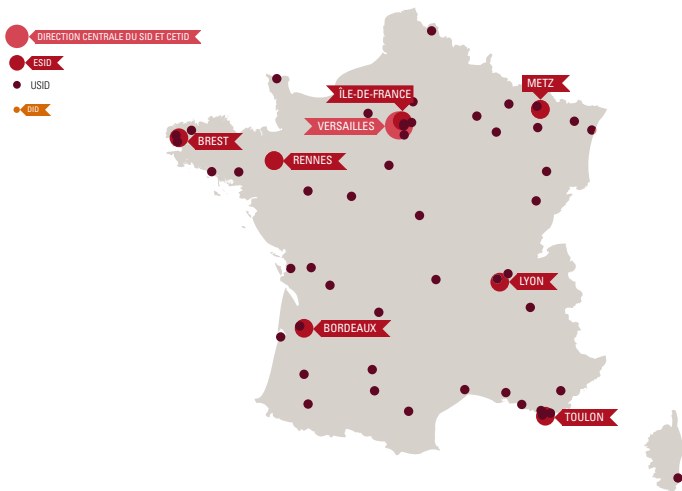 DIRECTION CENTRALE DU SID ET CETID
ESID
USID
DID
METZ
ÎLE-DE-FRANCE
VERSAILLES
BREST
RENNES
LYON
BORDEAUX
TOULON